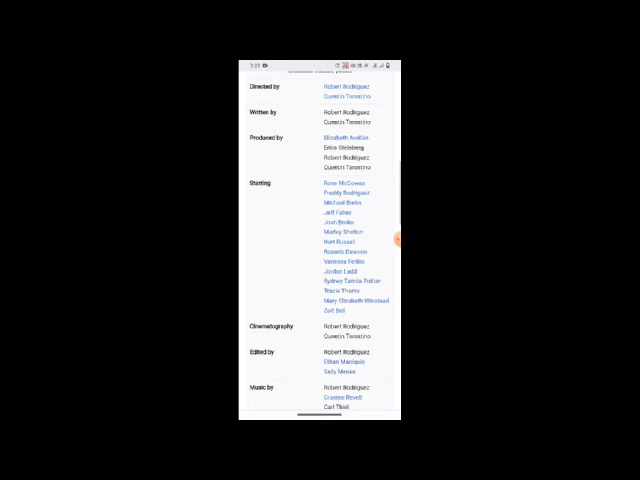 Directed by
Robert Rodriguez
Quentin Tarantino
Written by
Robert Rodriguez
Quentin Tarantino
Produced by
Elizabeth Avellán
Erica Steinberg
Robert Rodriguez
Quentin Tarantino
Starring
Rose McGowan
Freddy Rodriguez
Michael Biehn
Jeff Fahey
Josh Brolin
Marley Shelton
Kurt Russell
Rosario Dawson
Vanessa Ferlito
Jordan Ladd
Sydney Tamiia Poitier
Tracie Thoms
Mary Elizabeth Winstead
Zoë Bell
Cinematography
Robert Rodriguez
Quentin Tarantino
Edited by
Robert Rodriguez
Ethan Maniquis
Sally Menke
Music by
Robert Rodriguez
Graeme Revell
Carl Thiel